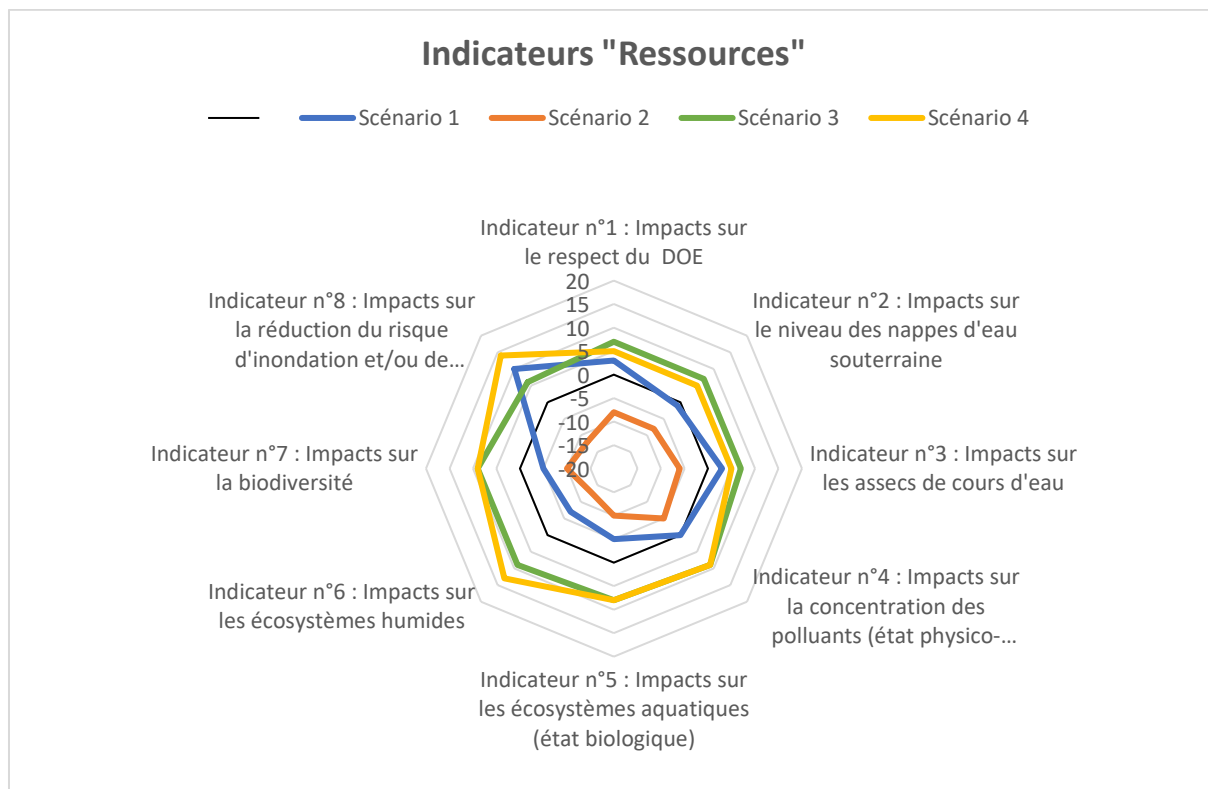 Indicateurs "Ressources"
Scénario 1
Scénario 2
Scénario 3
Scénario 4
Indicateur n°1 : Impacts sur
le respect du  DOE
Indicateur n°2 : Impacts sur
le niveau des nappes d'eau
souterraine
Indicateur n°3 : Impacts sur
les assecs de cours d'eau
Indicateur n°4 : Impacts sur
la concentration des
polluants (état physico-…
Indicateur n°5 : Impacts sur
les écosystèmes aquatiques
(état biologique)
Indicateur n°6 : Impacts sur
les écosystèmes humides
Indicateur n°7 : Impacts sur
la biodiversité
Indicateur n°8 : Impacts sur
la réduction du risque
d'inondation et/ou de…
20
15
10
5
0
-5
-10
-15
-20